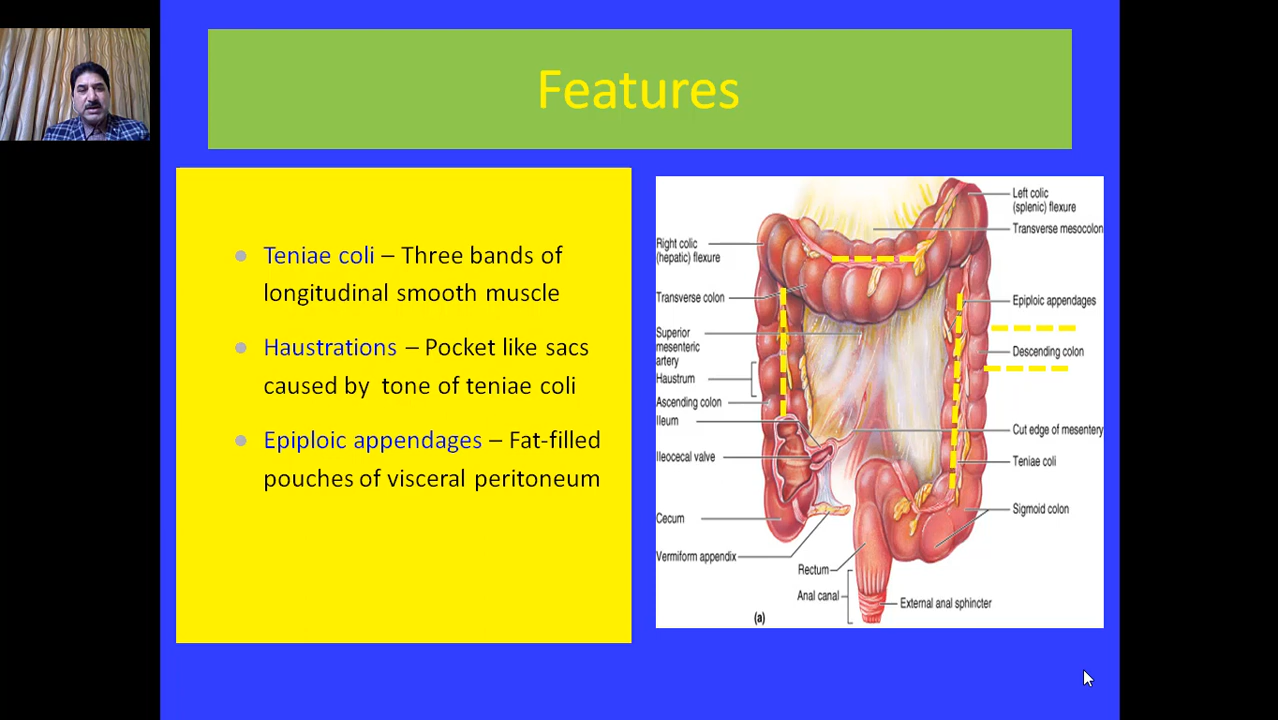 Features
Teniae coli – Three bands of
longitudinal smooth muscle
Haustrations – Pocket like sacs
caused by tone of teniae coli
Epiploic appendages – Fat-filled
pouches of visceral peritoneum
Right colic
(hepatic) flexure
Transverse colon
Superior
mesenteric
artery
Haustrum
Ascending colon
Ileum
Ileocecal valve
Cecum
Vermiform appendix
Rectum
Anal canal
(a)
Left colic
(splenic) flexure
Transverse mesocolon
Epiploic appendages
Descending colon
Cut edge of mesentery
Teniae coli
Sigmoid colon
External anal sphincter